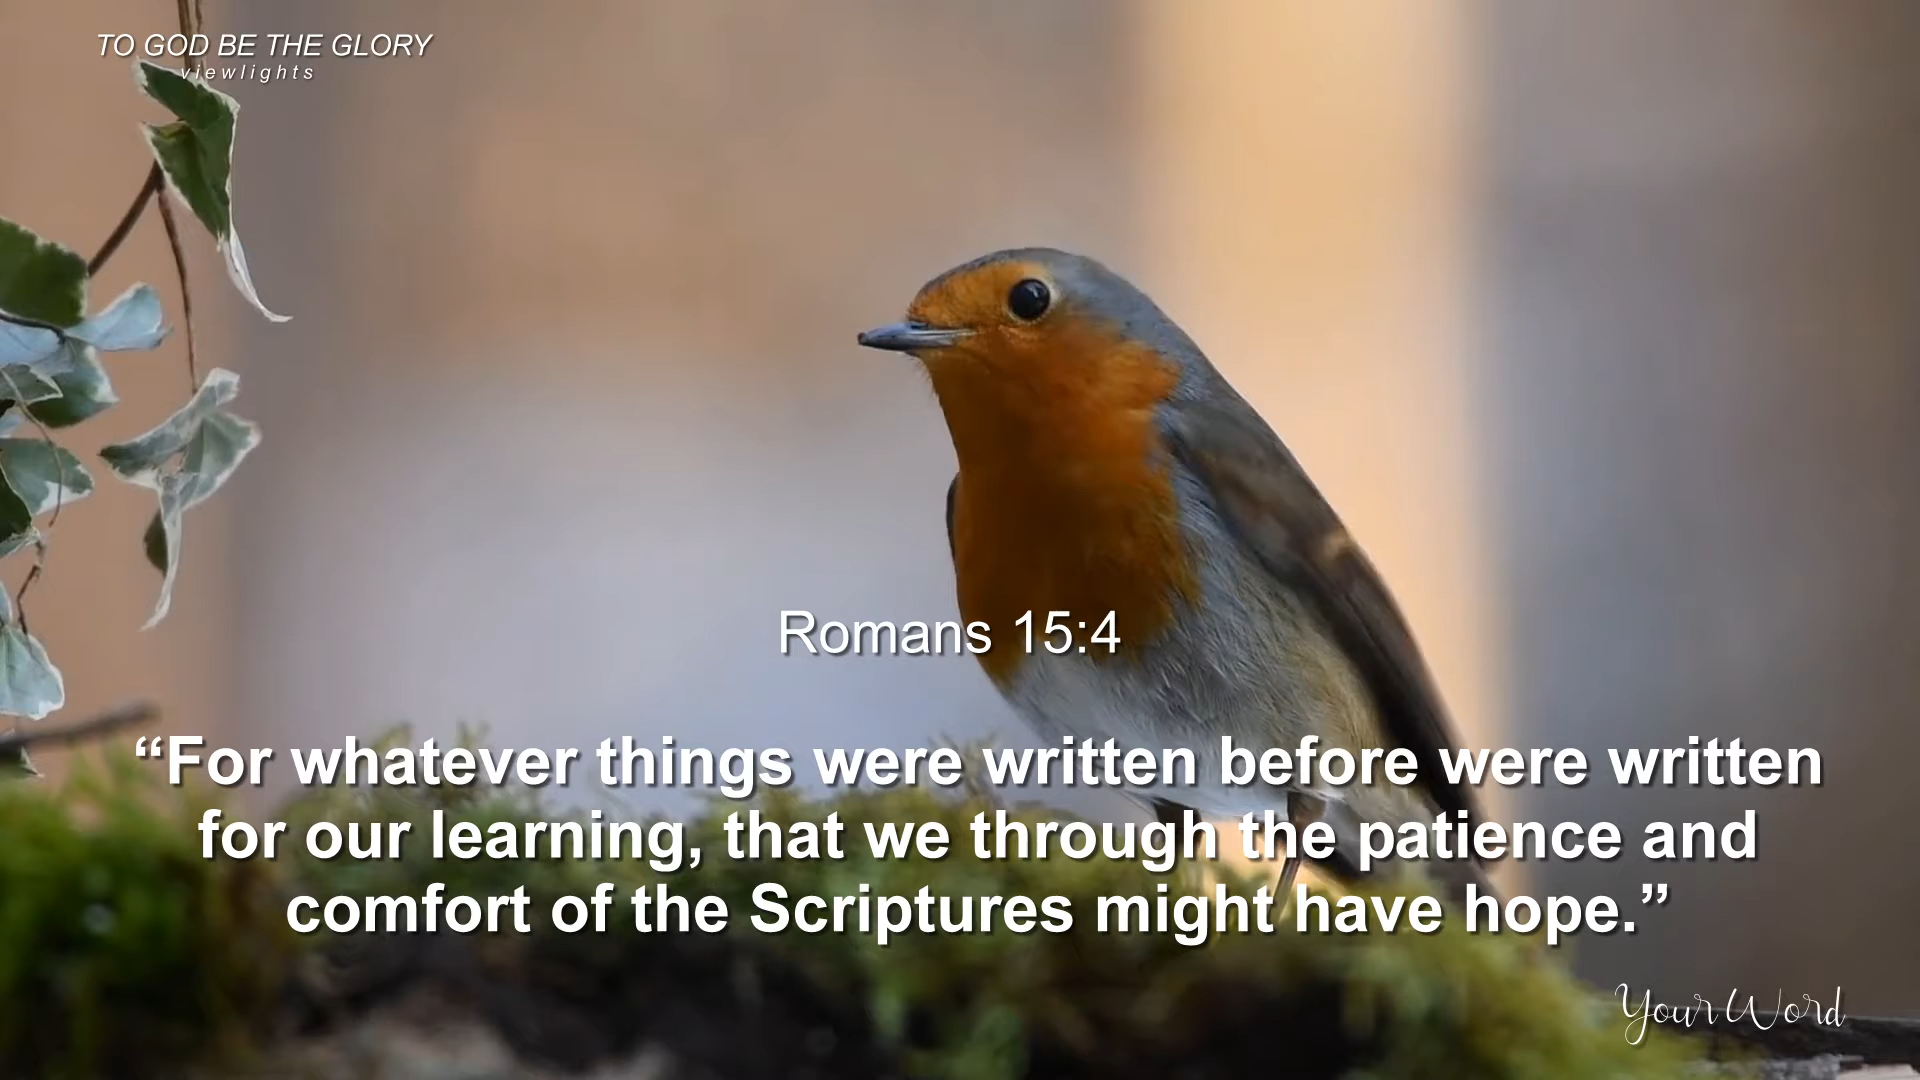 TO GOD BE THE GLORY
viewlights
Romans 15:4
“For whatever things were written before were written
for our learning, that we through the patience and
comfort of the Scriptures might have hope.”
Your Word